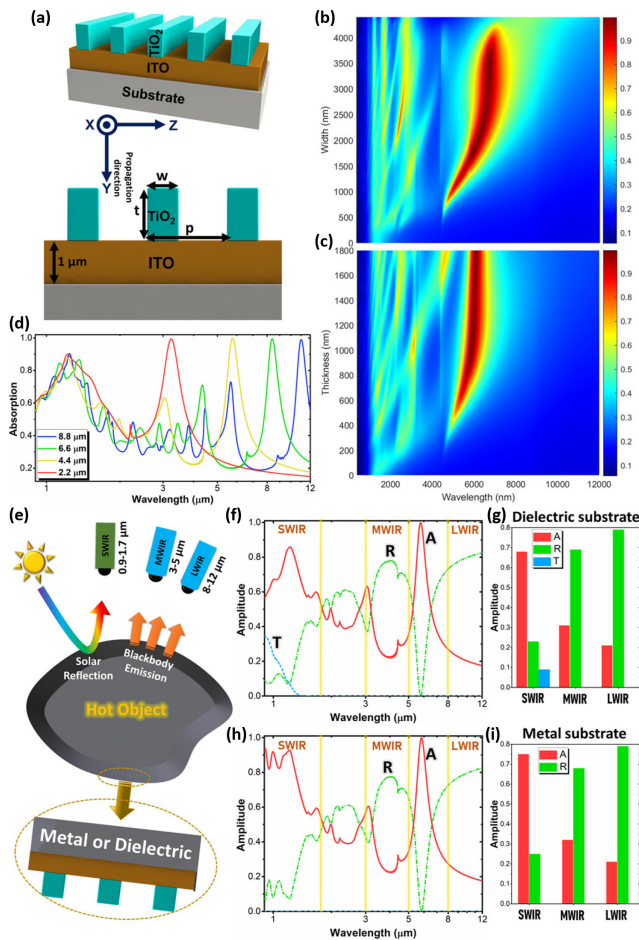 (a)
TiO2
ITO
Substrate
X
Z
Y
Propagation
direction
w
t
TiO2
p
1 μm
ITO
(b)
4000
3500
3000
2500
2000
1500
1000
500
0
Width (nm)
0.9
0.8
0.7
0.6
0.5
0.4
0.3
0.2
0.1
(c)
1800
1600
1400
1200
1000
800
600
400
200
0
Thickness (nm)
2000
4000
6000
8000
10000
12000
Wavelength (nm)
0.9
0.8
0.7
0.6
0.5
0.4
0.3
0.2
0.1
(d)
1.0
0.8
0.6
0.4
0.2
Absorption
8.8 μm
6.6 μm
4.4 μm
2.2 μm
1
3
5
8
12
Wavelength (μm)
(e)
SWIR
0.9-1.7 μm
MWIR
3-5 μm
LWIR
8-12 μm
Solar
Reflection
Blackbody
Emission
Hot Object
Metal or Dielectric
(f)
SWIR
MWIR
LWIR
1.0
0.8
0.6
0.4
0.2
0.0
Amplitude
T
R
A
1
3
5
8
12
Wavelength (μm)
(g)
Dielectric substrate
0.8
0.7
0.6
0.5
0.4
0.3
0.2
0.1
0.0
Amplitude
A
R
T
SWIR
MWIR
LWIR
(h)
SWIR
MWIR
LWIR
1.0
0.8
0.6
0.4
0.2
0.0
Amplitude
R
A
1
3
5
8
12
Wavelength (μm)
(i)
Metal substrate
0.8
0.7
0.6
0.5
0.4
0.3
0.2
0.1
0.0
Amplitude
A
R
SWIR
MWIR
LWIR